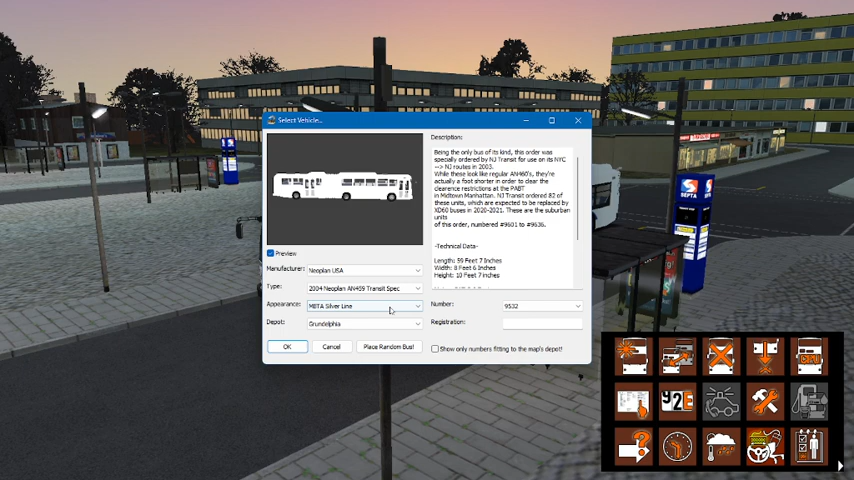 Select Vehicle...
Description:
Being the only bus of its kind, this order was
specially ordered by NJ Transit for use on its NYC
--> NJ routes in 2003.
While these look like regular AN460's, they're
actually a foot shorter in order to clear the
clearence restrictions at the PABT
in Midtown Manhattan. NJ Transit ordered 82 of
these units, which are expected to be replaced by
XD60 buses in 2020-2021. These are the suburban
units
of this order, numbered #9601 to #9636.
-Technical Data-
Length: 59 Feet 7 Inches
Width: 8 Feet 6 Inches
Height: 10 Feet 7 inches
Preview
Manufacturer:
Neoplan USA
Type:
2004 Neoplan AN459 Transit Spec
Appearance:
MBTA Silver Line
Number:
9532
Depot:
Grundelphia
Registration:
OK
Cancel
Place Random Bus!
Show only numbers fitting to the map's depot!
SEPTA
92E